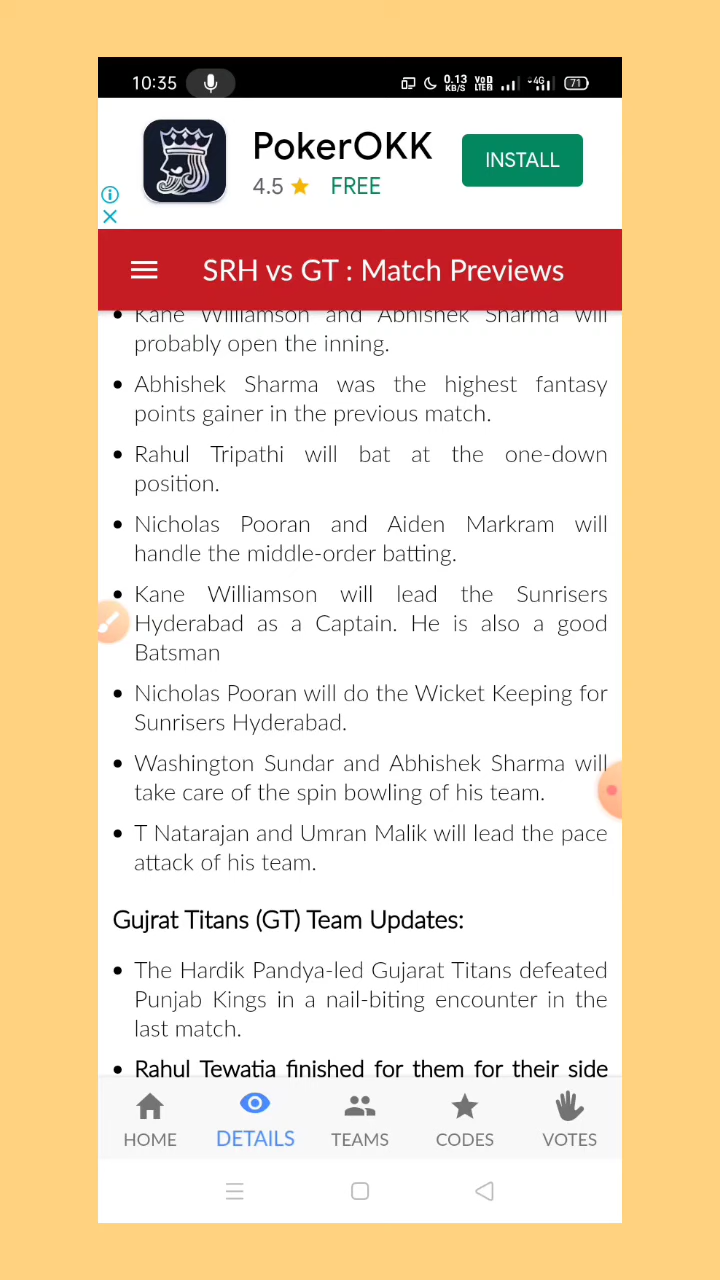 10:35
0.13
KB/S
VoD
LTED
4G
71
PokerOKK
4.5
FREE
INSTALL
SRH vs GT : Match Previews
Kane Williamson and Abhishek Sharma will
probably open the inning.
Abhishek Sharma was the highest fantasy
points gainer in the previous match.
Rahul Tripathi will bat at the one-down
position.
Nicholas Pooran and Aiden Markram will
handle the middle-order batting.
Kane Williamson will lead the Sunrisers
Hyderabad as a Captain. He is also a good
Batsman
Nicholas Pooran will do the Wicket Keeping for
Sunrisers Hyderabad.
Washington Sundar and Abhishek Sharma will
take care of the spin bowling of his team.
T Natarajan and Umran Malik will lead the pace
attack of his team.
Gujrat Titans (GT) Team Updates:
The Hardik Pandya-led Gujarat Titans defeated
Punjab Kings in a nail-biting encounter in the
last match.
Rahul Tewatia finished for them for their side
HOME
DETAILS
TEAMS
CODES
VOTES